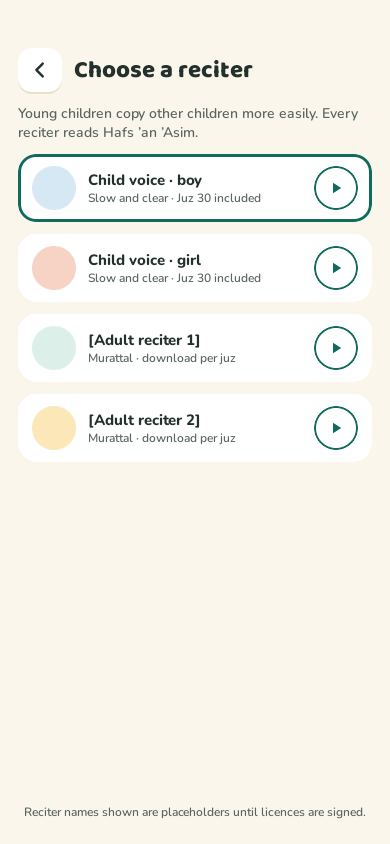 Choose a reciter
Young children copy other children more easily. Every
reciter reads Hafs ’an ’Asim.
Child voice · boy
Slow and clear · Juz 30 included
Child voice · girl
Slow and clear · Juz 30 included
[Adult reciter 1]
Murattal · download per juz
[Adult reciter 2]
Murattal · download per juz
Reciter names shown are placeholders until licences are signed.